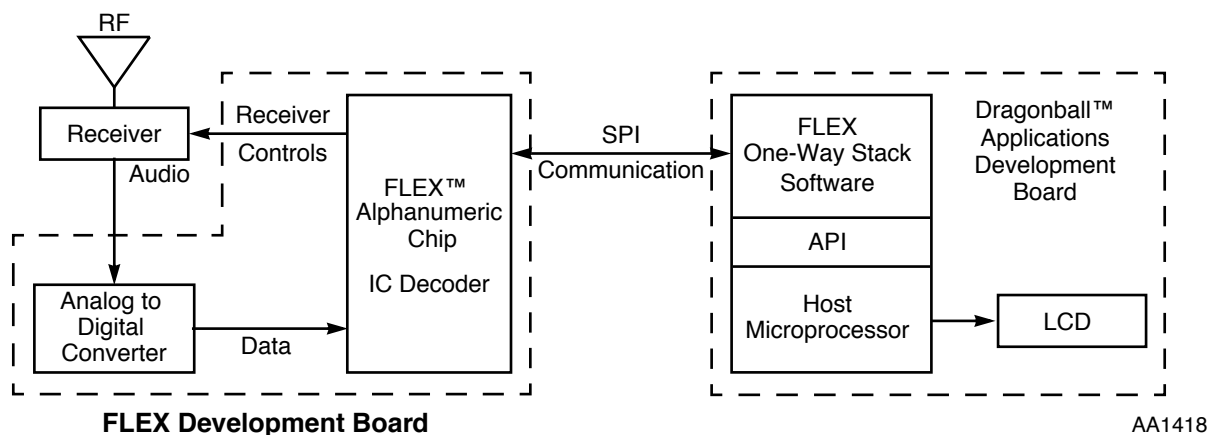 RF
Receiver
Audio
Receiver
Controls
Analog to
Digital
Converter
Data
FLEX™
Alphanumeric
Chip
IC Decoder
FLEX Development Board
SPI
Communication
FLEX
One-Way Stack
Software
API
Host
Microprocessor
Dragonball™
Applications
Development
Board
LCD
AA1418